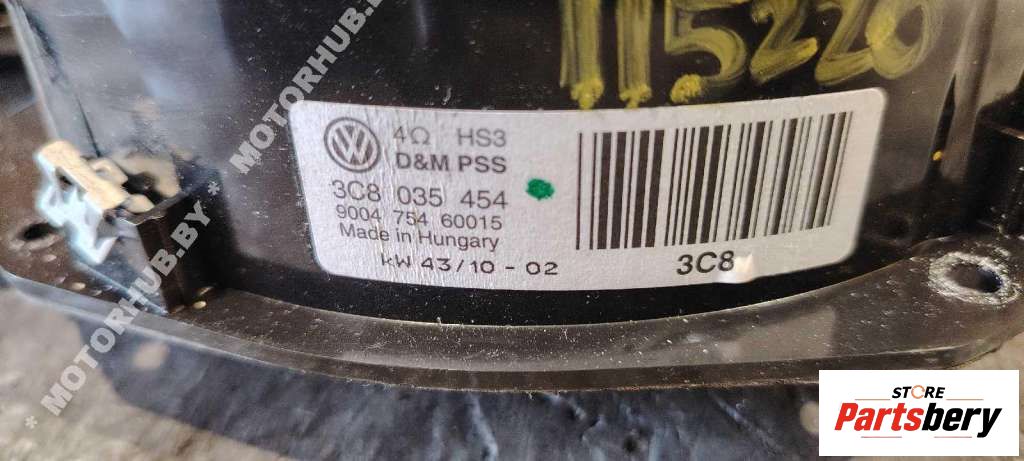 115220
4Ω HS3
D&M PSS
3C8 035 454
9004 754 60015
Made in Hungary
KW 43/10 - 02
3C8
* MOTORHUB.BY * MOTORHUB.BY
STORE
Partsbery